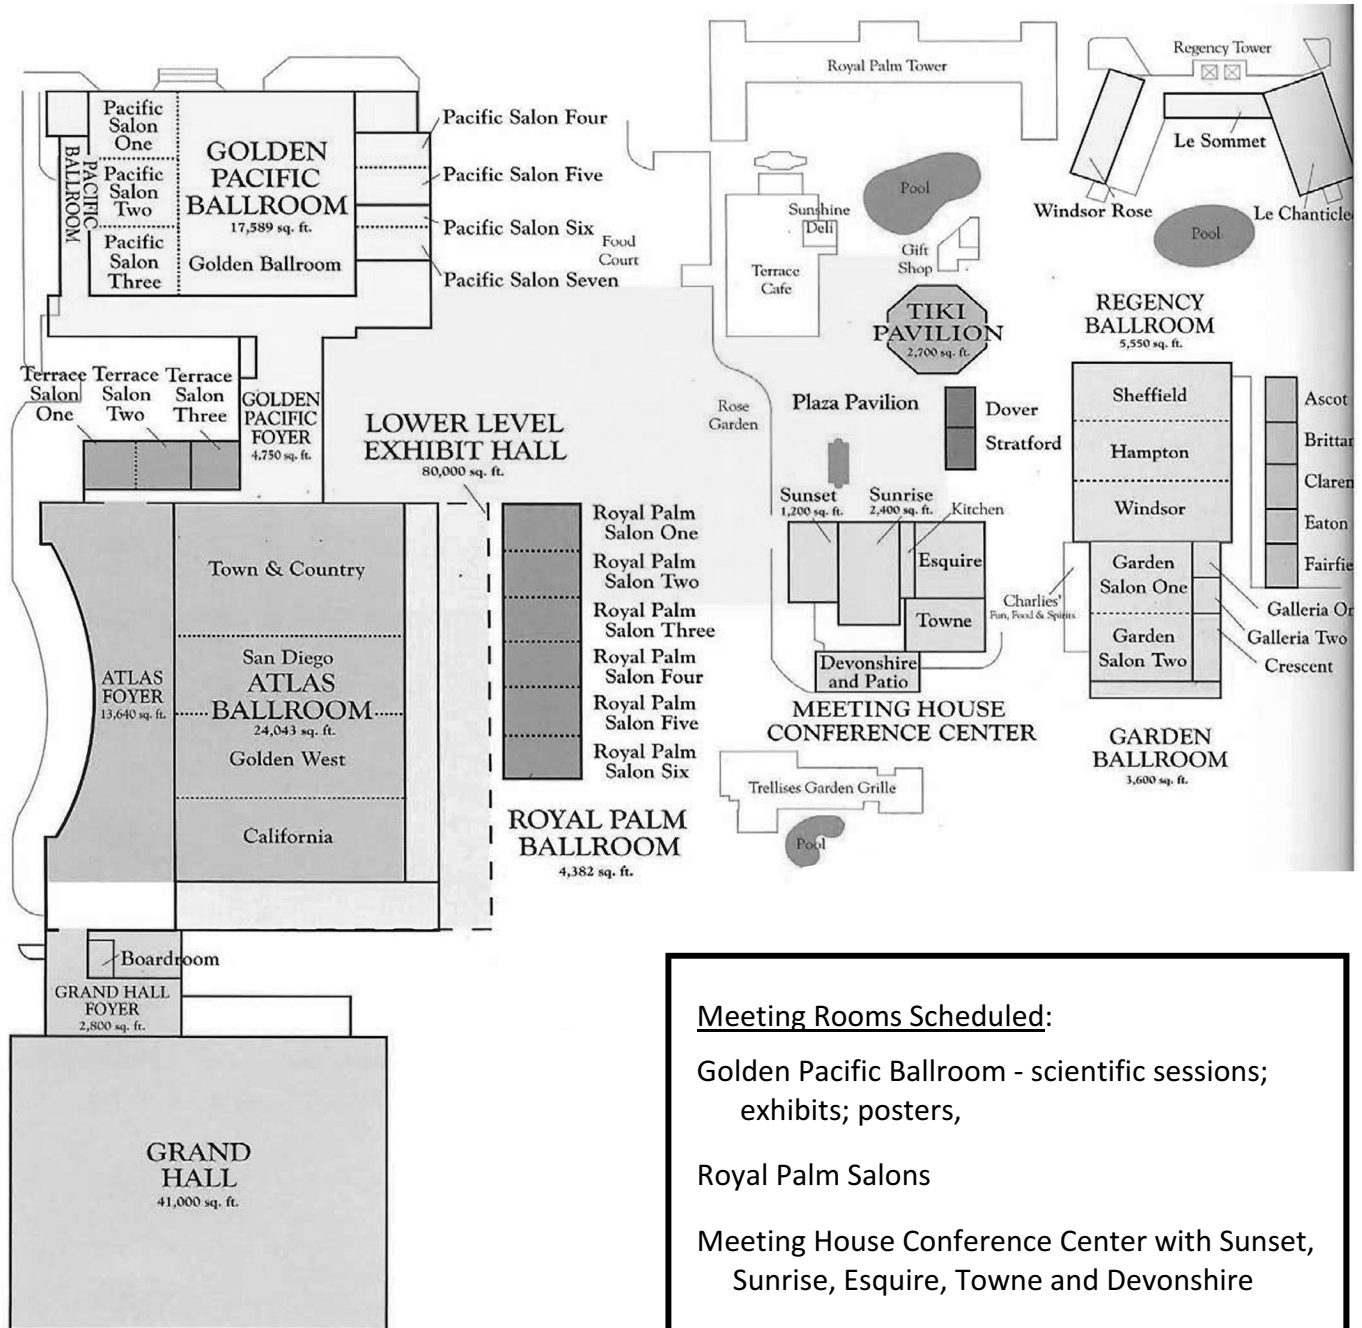 Pacific
Salon
One
Pacific
Salon
Two
Pacific
Salon
Three
PACIFIC
BALLROOM
GOLDEN
PACIFIC
BALLROOM
17,589 sq. ft.
Golden Ballroom
Pacific Salon Four
Pacific Salon Five
Pacific Salon Six
Pacific Salon Seven
Food
Court
Royal Palm Tower
Pool
Sunshine
Deli
Gift
Shop
Terrace
Cafe
TIKI
PAVILION
2,700 sq. ft.
Regency Tower
Le Sommet
Windsor Rose
Le Chanticle
Pool
REGENCY
BALLROOM
5,550 sq. ft.
Terrace
Salon
One
Terrace
Salon
Two
Terrace
Salon
Three
GOLDEN
PACIFIC
FOYER
4,750 sq. ft.
LOWER LEVEL
EXHIBIT HALL
80,000 sq. ft.
Rose
Garden
Plaza Pavilion
Dover
Stratford
Sheffield
Hampton
Windsor
Ascot
Brittan
Claren
Eaton
Fairfie
Sunset
1,200 sq. ft.
Sunrise
2,400 sq. ft.
Kitchen
Esquire
Towne
Devonshire
and Patio
MEETING HOUSE
CONFERENCE CENTER
Charlies'
Fun, Food & Spirits
Garden
Salon One
Garden
Salon Two
Galleria On
Galleria Two
Crescent
GARDEN
BALLROOM
3,600 sq. ft.
Town & Country
San Diego
ATLAS
BALLROOM
24,043 sq. ft.
Golden West
California
ATLAS
FOYER
13,640 sq. ft.
Royal Palm
Salon One
Royal Palm
Salon Two
Royal Palm
Salon Three
Royal Palm
Salon Four
Royal Palm
Salon Five
Royal Palm
Salon Six
ROYAL PALM
BALLROOM
4,382 sq. ft.
Trellises Garden Grille
Pool
Boardroom
GRAND HALL
FOYER
2,800 sq. ft.
GRAND
HALL
41,000 sq. ft.
Meeting Rooms Scheduled:
Golden Pacific Ballroom - scientific sessions;
exhibits; posters,
Royal Palm Salons
Meeting House Conference Center with Sunset,
Sunrise, Esquire, Towne and Devonshire